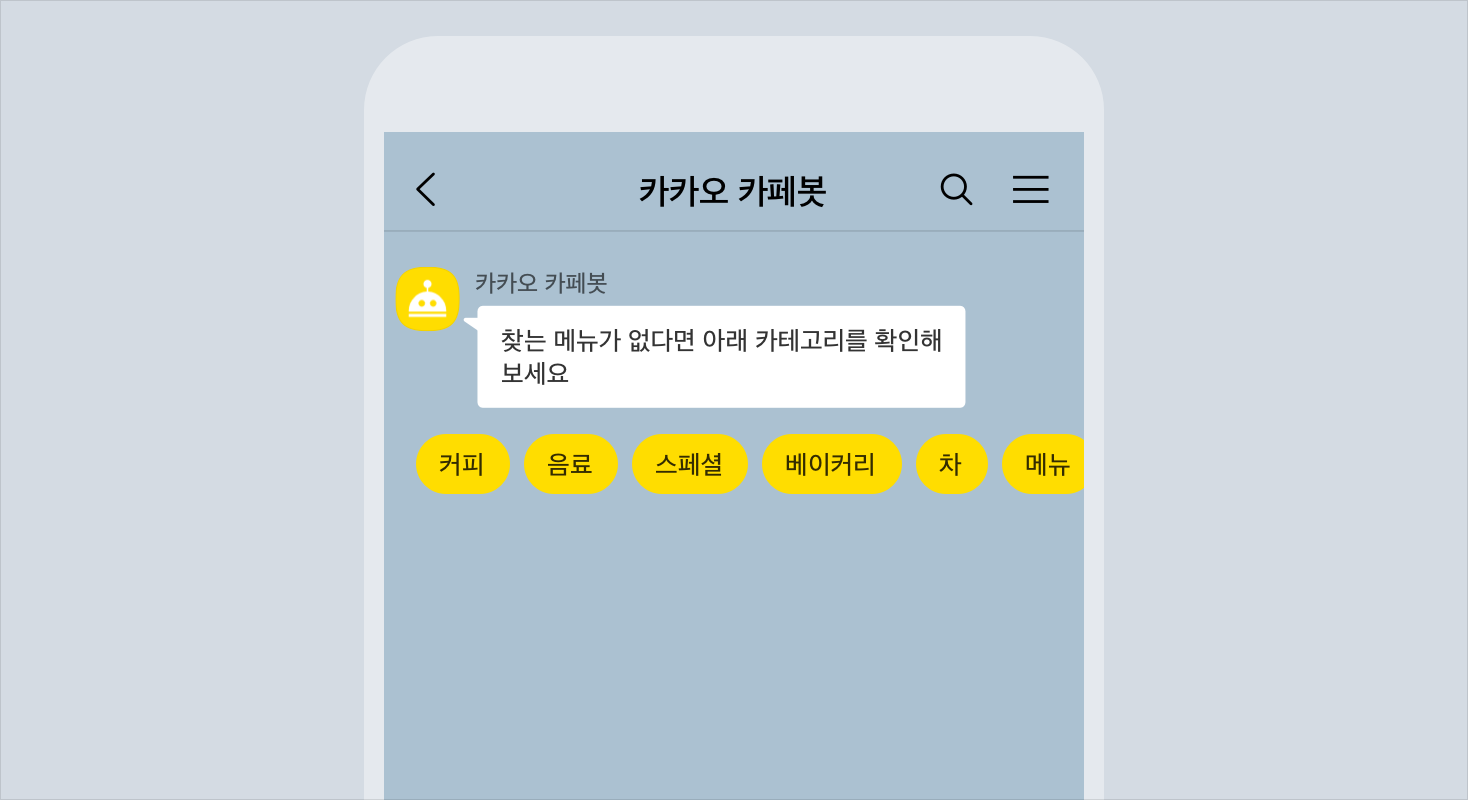 카카오 카페봇
카카오 카페봇
찾는 메뉴가 없다면 아래 카테고리를 확인해
보세요
커피 음료 스페셜 베이커리 차 메뉴